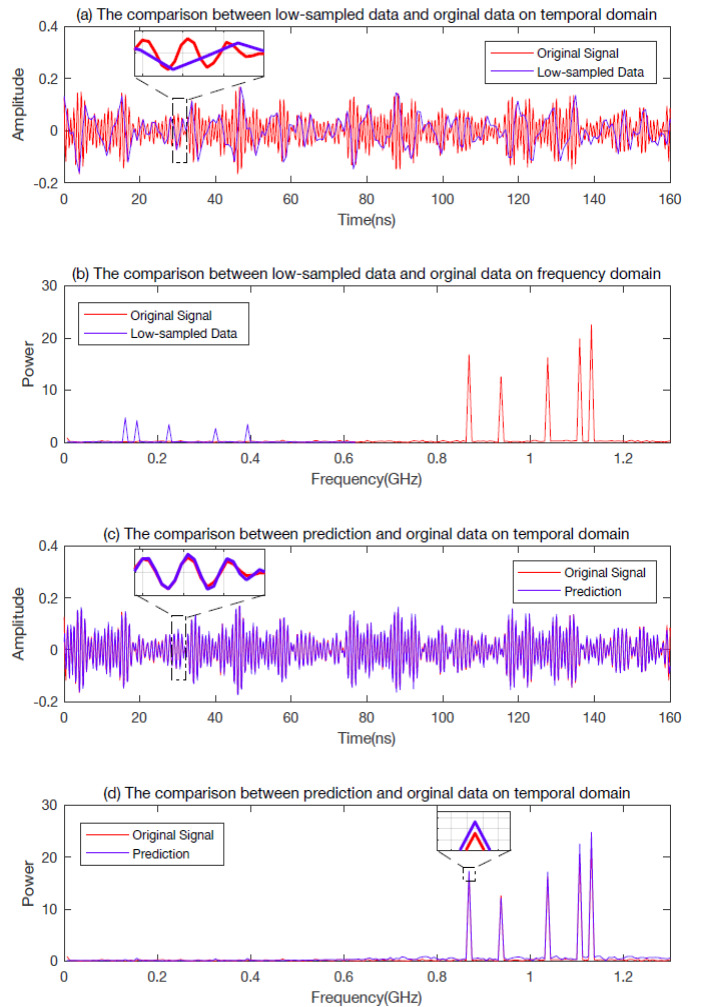 (a) The comparison between low-sampled data and orginal data on temporal domain
0.4
0.2
0
-0.2
Amplitude
Original Signal
Low-sampled Data
0 20 40 60 80 100 120 140 160
Time(ns)
(b) The comparison between low-sampled data and orginal data on frequency domain
30
20
10
0
Power
Original Signal
Low-sampled Data
0 0.2 0.4 0.6 0.8 1 1.2
Frequency(GHz)
(c) The comparison between prediction and orginal data on temporal domain
0.4
0.2
0
-0.2
Amplitude
Original Signal
Prediction
0 20 40 60 80 100 120 140 160
Time(ns)
(d) The comparison between prediction and orginal data on temporal domain
30
20
10
0
Power
Original Signal
Prediction
0 0.2 0.4 0.6 0.8 1 1.2
Frequency(GHz)